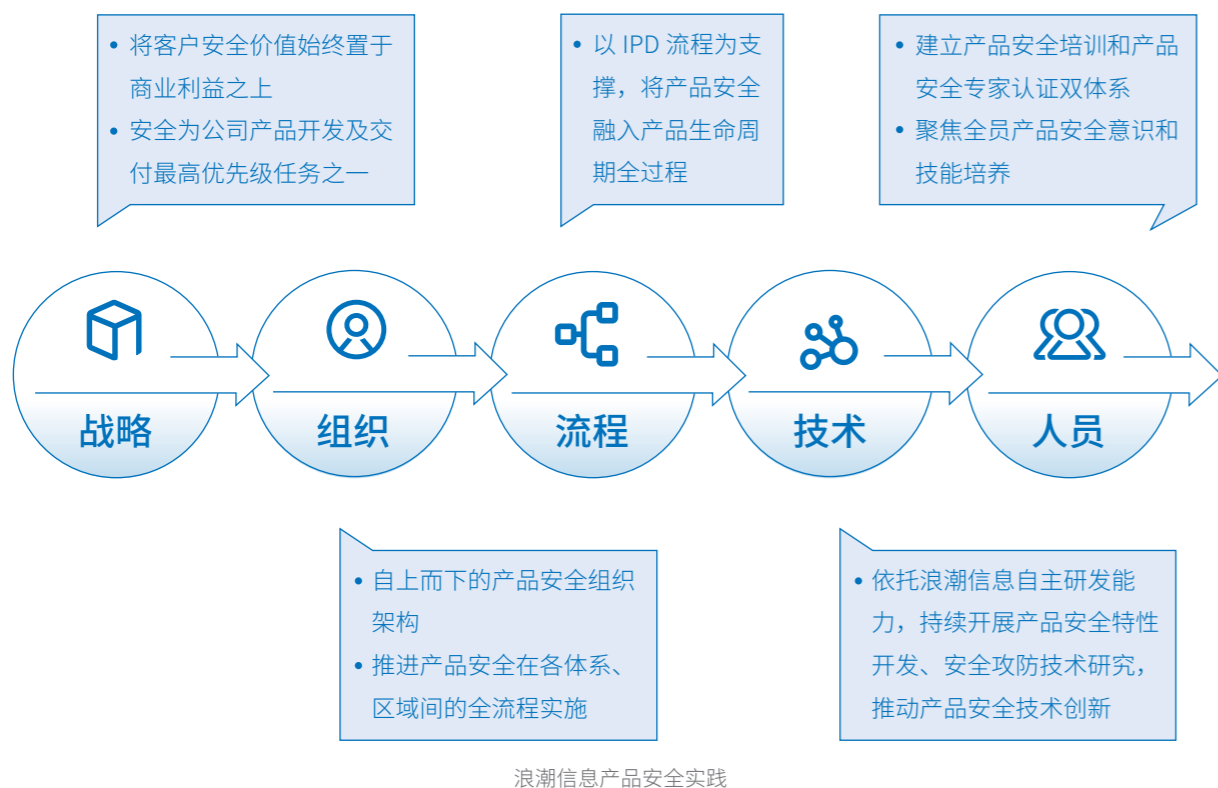 • 将客户安全价值始终置于
商业利益之上
• 安全为公司产品开发及交
付最高优先级任务之一
• 以 IPD 流程为支
撑，将产品安全
融入产品生命周
期全过程
• 建立产品安全培训和产品
安全专家认证双体系
• 聚焦全员产品安全意识和
技能培养
战略
组织
流程
技术
人员
• 自上而下的产品安全组织
架构
• 推进产品安全在各体系、
区域间的全流程实施
• 依托浪潮信息自主研发能
力，持续开展产品安全特性
开发、安全攻防技术研究，
推动产品安全技术创新
浪潮信息产品安全实践